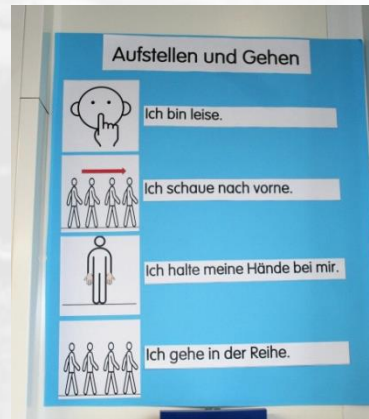 Aufstellen und Gehen
Ich bin leise.
Ich schaue nach vorne.
Ich halte meine Hände bei mir.
Ich gehe in der Reihe.